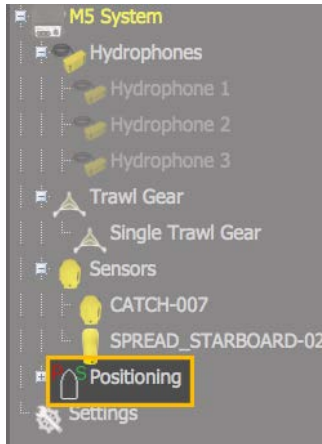 M5 System
Hydrophones
Hydrophone 1
Hydrophone 2
Hydrophone 3
Trawl Gear
Single Trawl Gear
Sensors
CATCH-007
SPREAD_STARBOARD-02
S Positioning
Settings